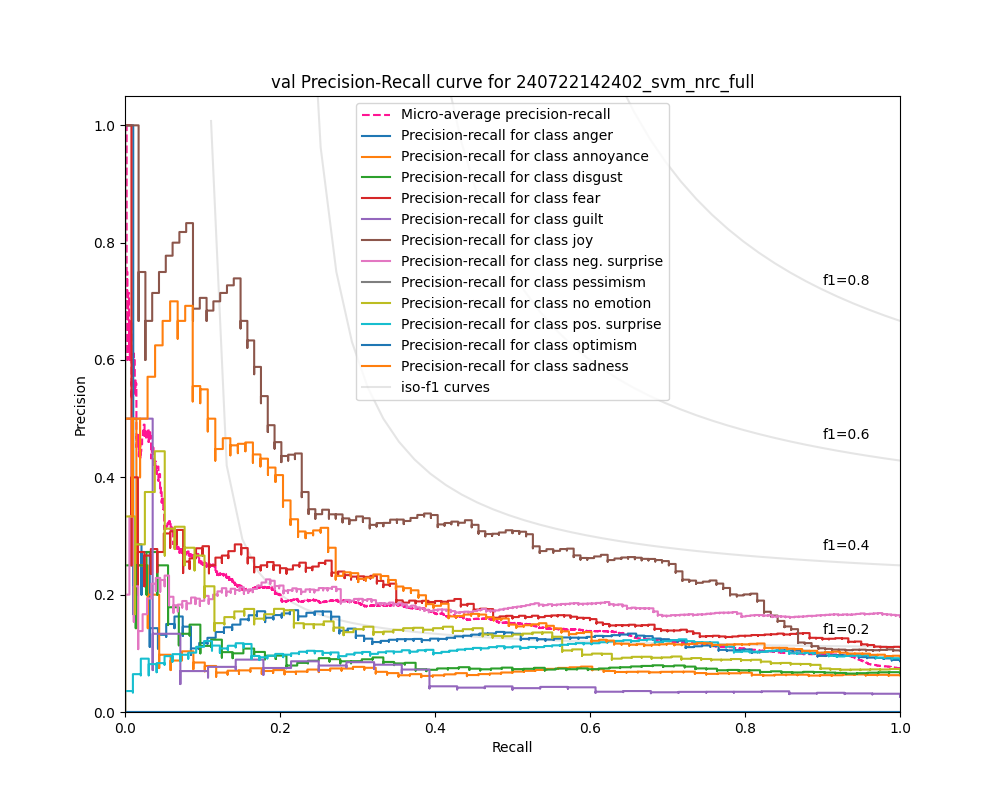 val Precision-Recall curve for 240722142402_svm_nrc_full
Micro-average precision-recall
Precision-recall for class anger
Precision-recall for class annoyance
Precision-recall for class disgust
Precision-recall for class fear
Precision-recall for class guilt
Precision-recall for class joy
Precision-recall for class neg. surprise
Precision-recall for class pessimism
Precision-recall for class no emotion
Precision-recall for class pos. surprise
Precision-recall for class optimism
Precision-recall for class sadness
iso-f1 curves
f1=0.8
f1=0.6
f1=0.4
f1=0.2
Precision
1.0
0.8
0.6
0.4
0.2
0.0
0.0 0.2 0.4 0.6 0.8 1.0
Recall